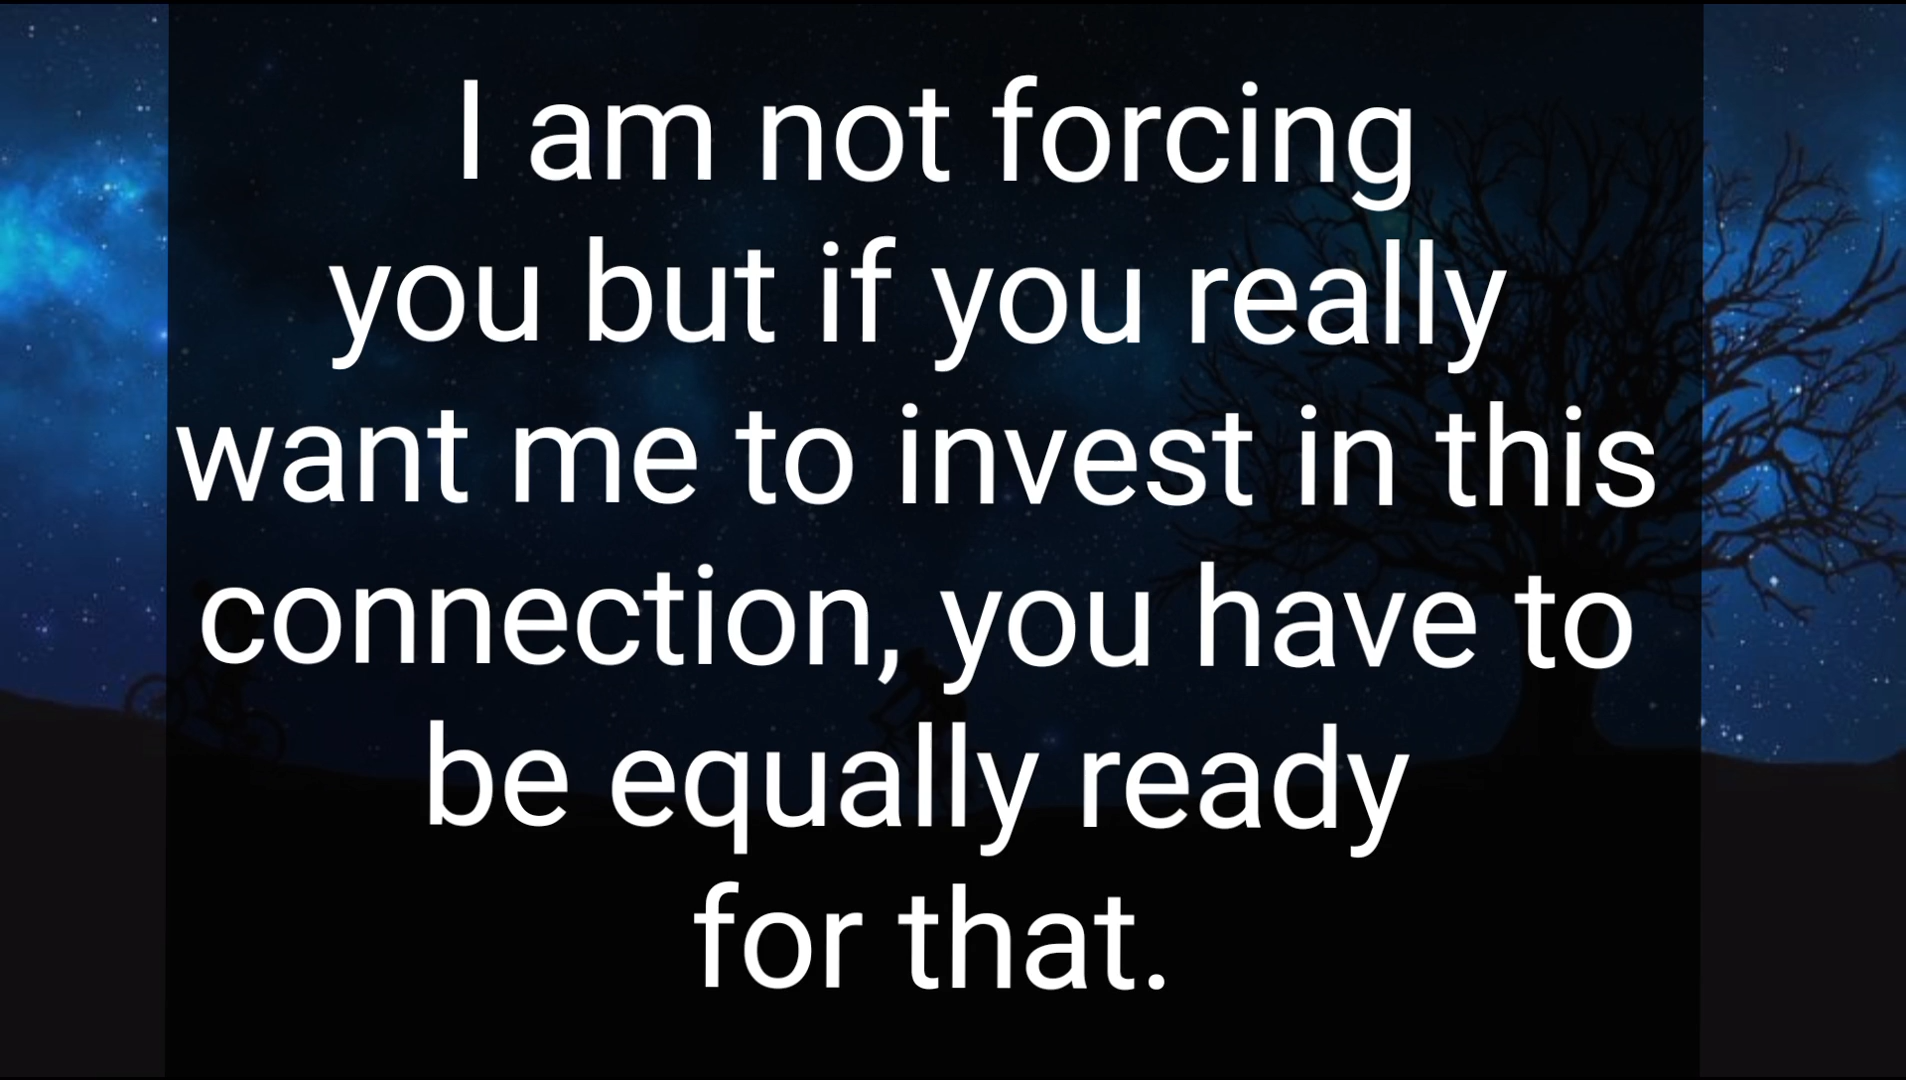 I am not forcing
you but if you really
want me to invest in this
connection, you have to
be equally ready
for that.